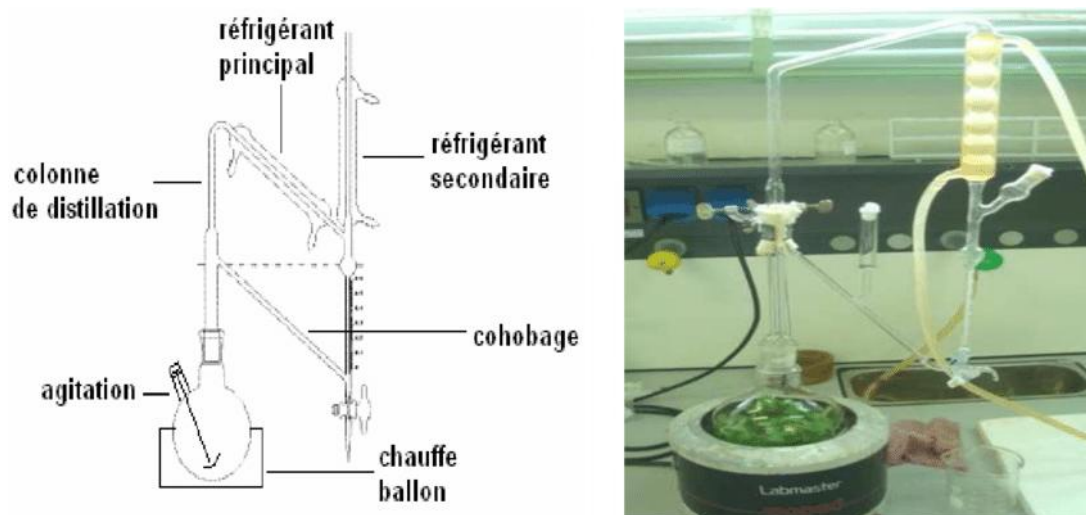 réfrigérant
principal
réfrigérant
secondaire
colonne
de distillation
cohobage
agitation
chauffe
ballon
Labmaster